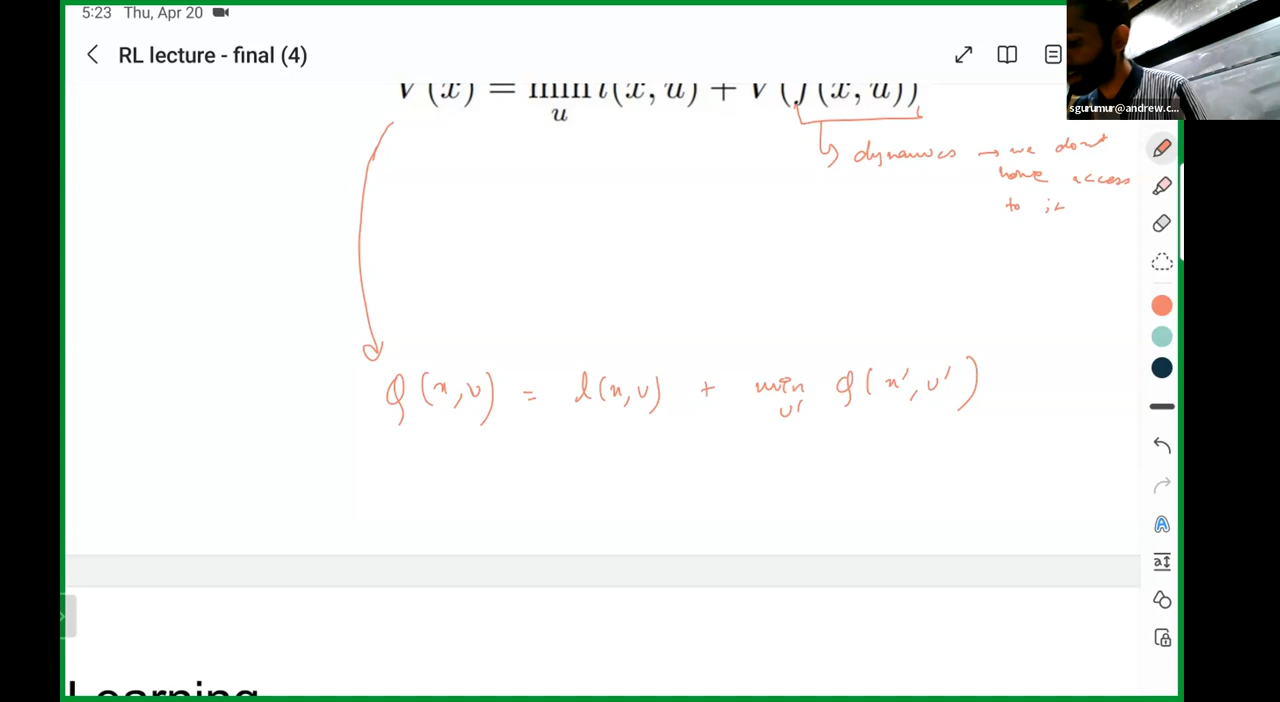 5:23 Thu, Apr 20
RL lecture - final (4)
V(x) = min l(x, u) + V(f(x, u))
u
sgurumur@andrew.c...
dynamics → we don't
have access
to it
Q(x,u) = l(x,u) + min Q(x',u')
u'
Learning